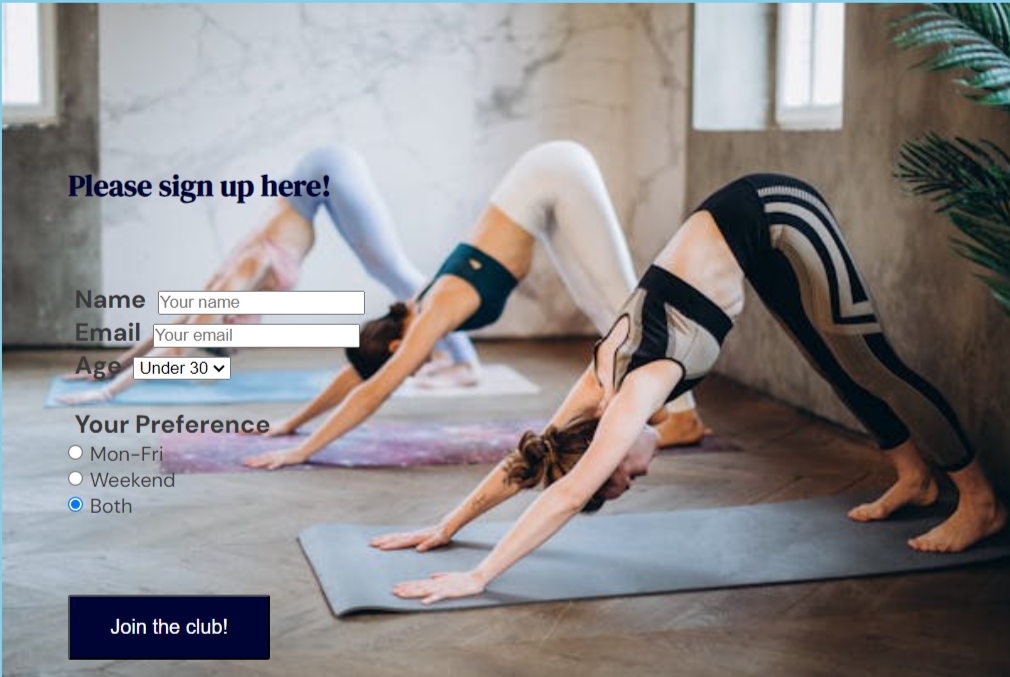 Please sign up here!
Name Your name
Email Your email
Age Under 30
Your Preference
Mon-Fri
Weekend
Both
Join the club!